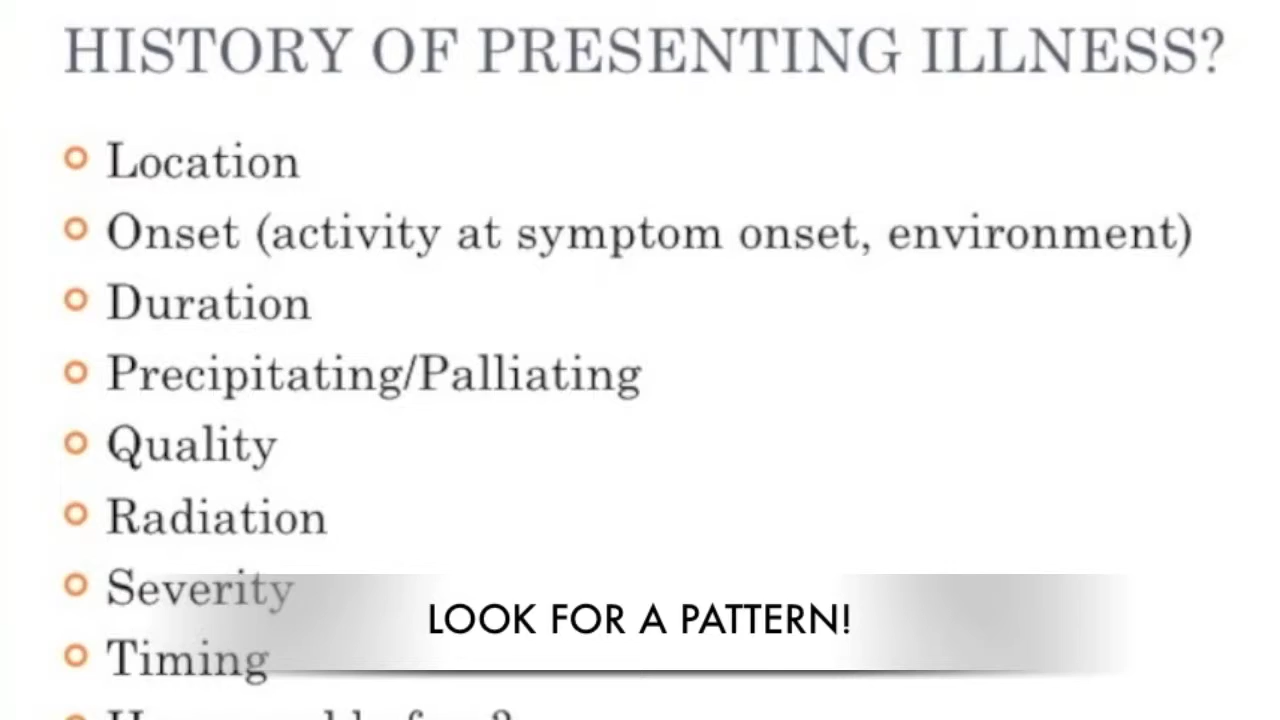 HISTORY OF PRESENTING ILLNESS?
Location
Onset (activity at symptom onset, environment)
Duration
Precipitating/Palliating
Quality
Radiation
Severity
LOOK FOR A PATTERN!
Timing